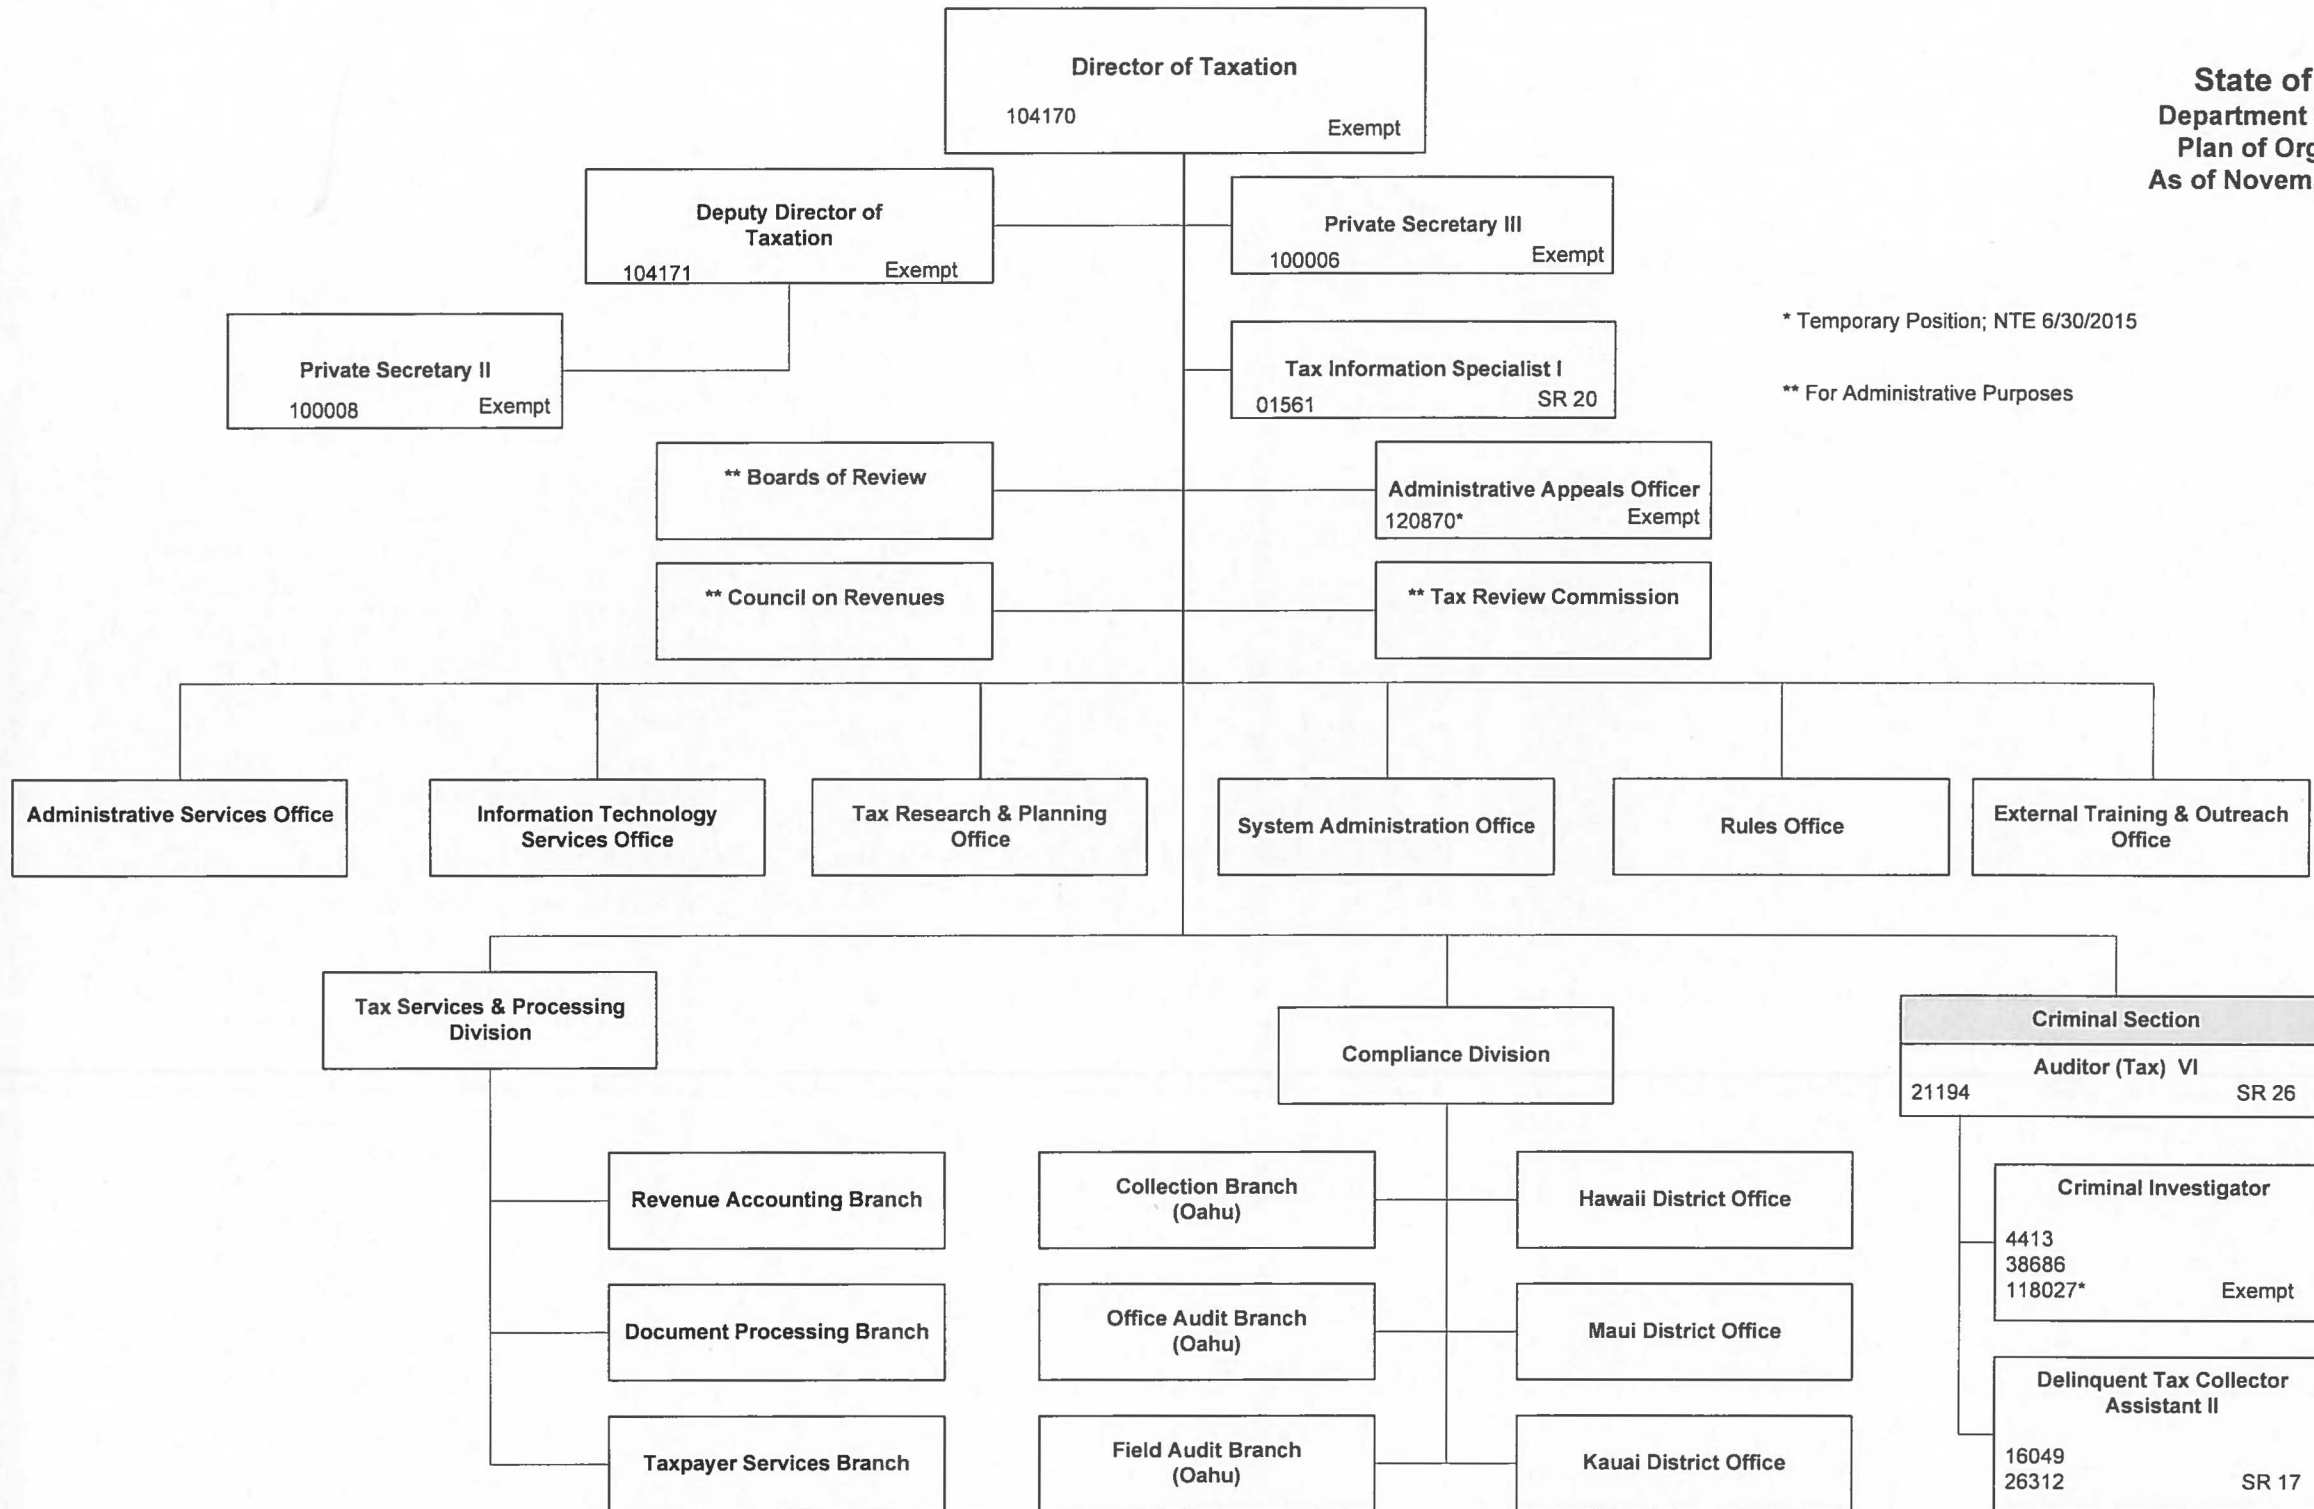 Director of Taxation
104170 Exempt
State of
Department
Plan of Org
As of Novem
Deputy Director of
Taxation
104171 Exempt
Private Secretary III
100006 Exempt
Private Secretary II
100008 Exempt
Tax Information Specialist I
01561 SR 20
* Temporary Position; NTE 6/30/2015
** For Administrative Purposes
** Boards of Review
Administrative Appeals Officer
120870* Exempt
** Council on Revenues
** Tax Review Commission
Administrative Services Office
Information Technology
Services Office
Tax Research & Planning
Office
System Administration Office
Rules Office
External Training & Outreach
Office
Tax Services & Processing
Division
Compliance Division
Criminal Section
Auditor (Tax) VI
21194 SR 26
Revenue Accounting Branch
Document Processing Branch
Taxpayer Services Branch
Collection Branch
(Oahu)
Office Audit Branch
(Oahu)
Field Audit Branch
(Oahu)
Hawaii District Office
Maui District Office
Kauai District Office
Criminal Investigator
4413
38686
118027* Exempt
Delinquent Tax Collector
Assistant II
16049
26312 SR 17